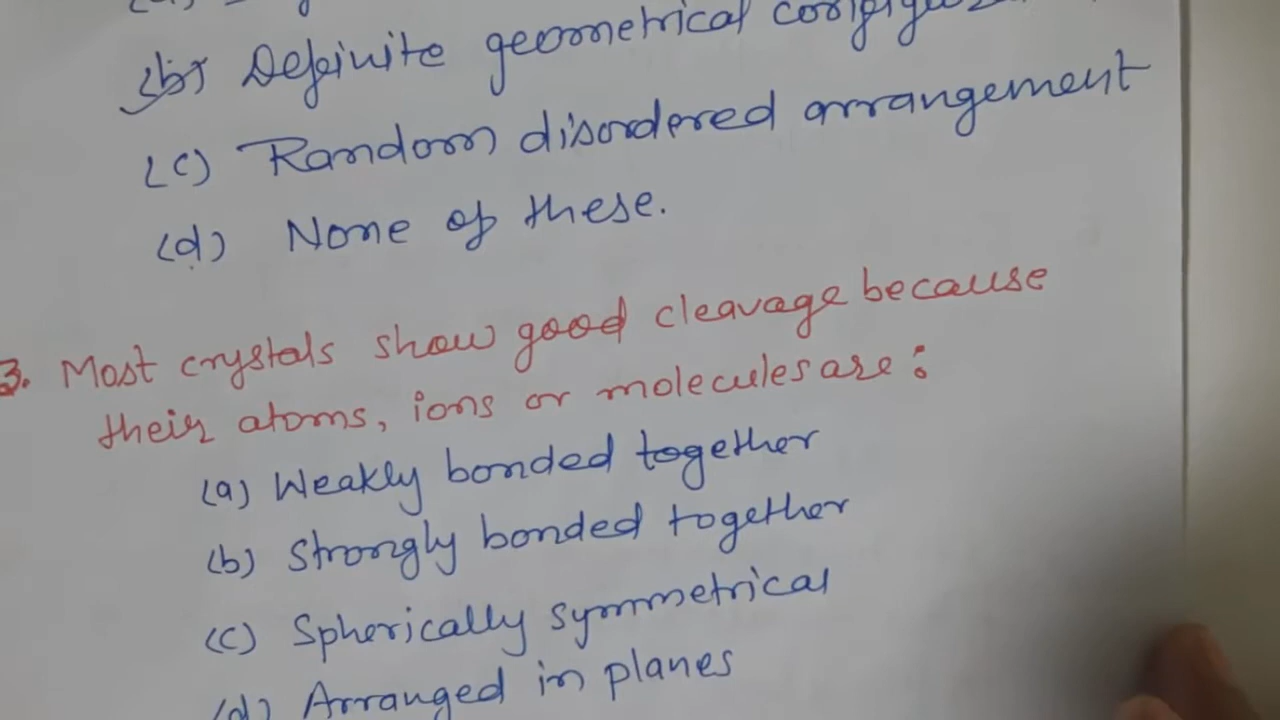 (b) Definite geometrical
(c) Random disordered arrangement
(d) None of these.
3. Most crystals show good cleavage because
their atoms, ions or molecules are :
(a) Weakly bonded together
(b) Strongly bonded together
(c) Spherically symmetrical
(d) Arranged in planes